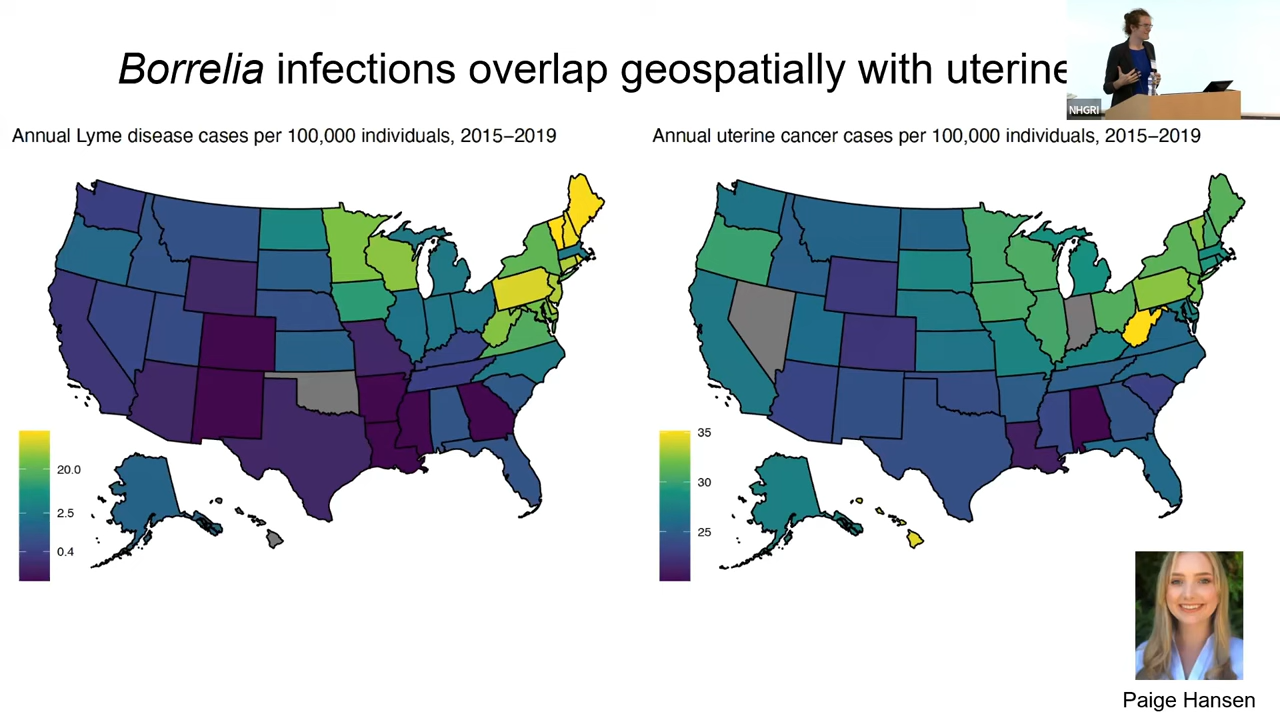 Borrelia infections overlap geospatially with uterine
NHGRI
Annual Lyme disease cases per 100,000 individuals, 2015–2019
Annual uterine cancer cases per 100,000 individuals, 2015–2019
20.0
2.5
0.4
35
30
25
Paige Hansen